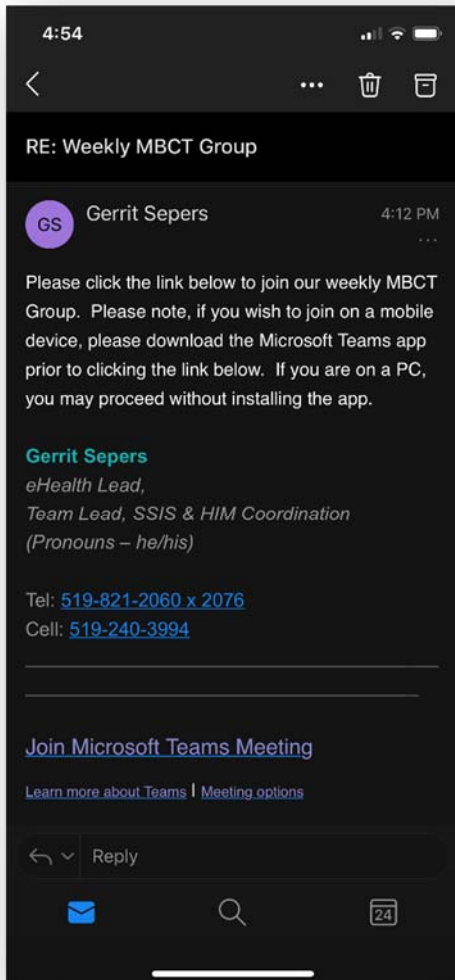 4:54
RE: Weekly MBCT Group
GS
Gerrit Sepers
4:12 PM
Please click the link below to join our weekly MBCT
Group.  Please note, if you wish to join on a mobile
device, please download the Microsoft Teams app
prior to clicking the link below.  If you are on a PC,
you may proceed without installing the app.
Gerrit Sepers
eHealth Lead,
Team Lead, SSIS & HIM Coordination
(Pronouns – he/his)
Tel: 519-821-2060 x 2076
Cell: 519-240-3994
Join Microsoft Teams Meeting
Learn more about Teams | Meeting options
Reply
24